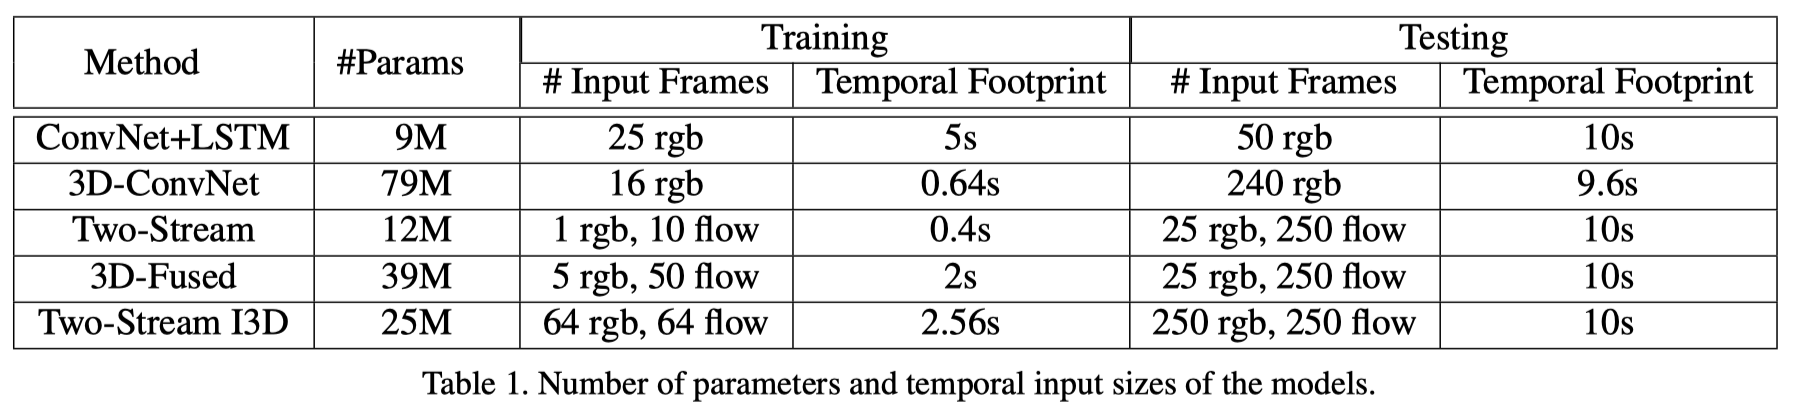 Method #Params Training Testing
# Input Frames Temporal Footprint # Input Frames Temporal Footprint
ConvNet+LSTM 9M 25 rgb 5s 50 rgb 10s
3D-ConvNet 79M 16 rgb 0.64s 240 rgb 9.6s
Two-Stream 12M 1 rgb, 10 flow 0.4s 25 rgb, 250 flow 10s
3D-Fused 39M 5 rgb, 50 flow 2s 25 rgb, 250 flow 10s
Two-Stream I3D 25M 64 rgb, 64 flow 2.56s 250 rgb, 250 flow 10s
Table 1. Number of parameters and temporal input sizes of the models.